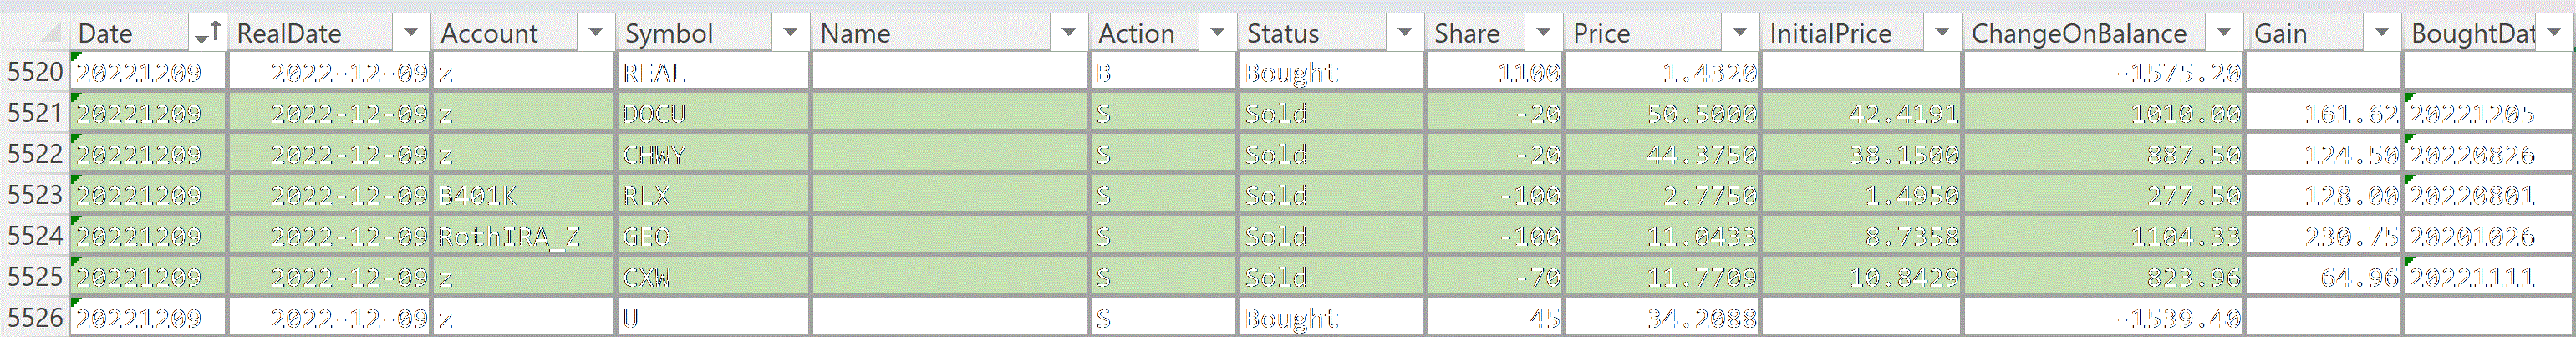 Date RealDate Account Symbol Name Action Status Share Price InitialPrice ChangeOnBalance Gain BoughtDat
5520 20221209 2022-12-09 z REAL B Bought 1100 1.4320 -1575.20
5521 20221209 2022-12-09 z DOCU S Sold -20 50.5000 42.4191 1010.00 161.62 20221205
5522 20221209 2022-12-09 z CHWY S Sold -20 44.3750 38.1500 887.50 124.50 20220826
5523 20221209 2022-12-09 B401K RLX S Sold -100 2.7750 1.4950 277.50 128.00 20220801
5524 20221209 2022-12-09 RothIRA_Z GEO S Sold -100 11.0433 8.7358 1104.33 230.75 20201026
5525 20221209 2022-12-09 z CXW S Sold -70 11.7709 10.8429 823.96 64.96 20221111
5526 20221209 2022-12-09 z U S Bought 45 34.2088 -1539.40